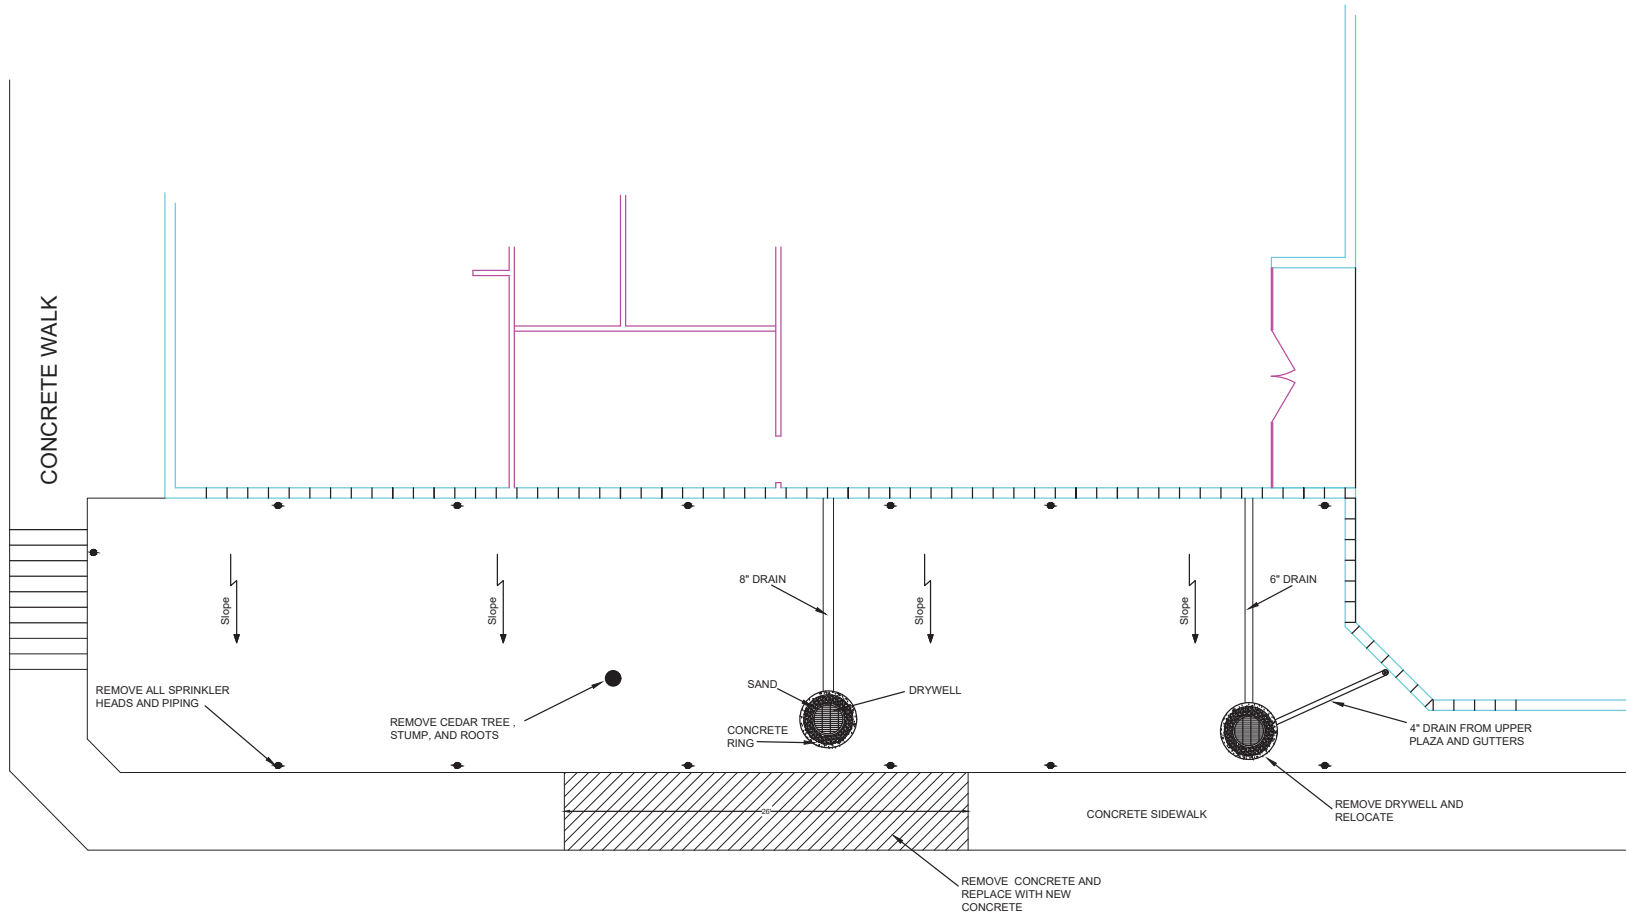 CONCRETE WALK
8" DRAIN
6" DRAIN
Slope
Slope
Slope
Slope
REMOVE ALL SPRINKLER
HEADS AND PIPING
SAND
DRYWELL
REMOVE CEDAR TREE ,
STUMP, AND ROOTS
CONCRETE
RING
4" DRAIN FROM UPPER
PLAZA AND GUTTERS
26'
CONCRETE SIDEWALK
REMOVE DRYWELL AND
RELOCATE
REMOVE CONCRETE AND
REPLACE WITH NEW
CONCRETE